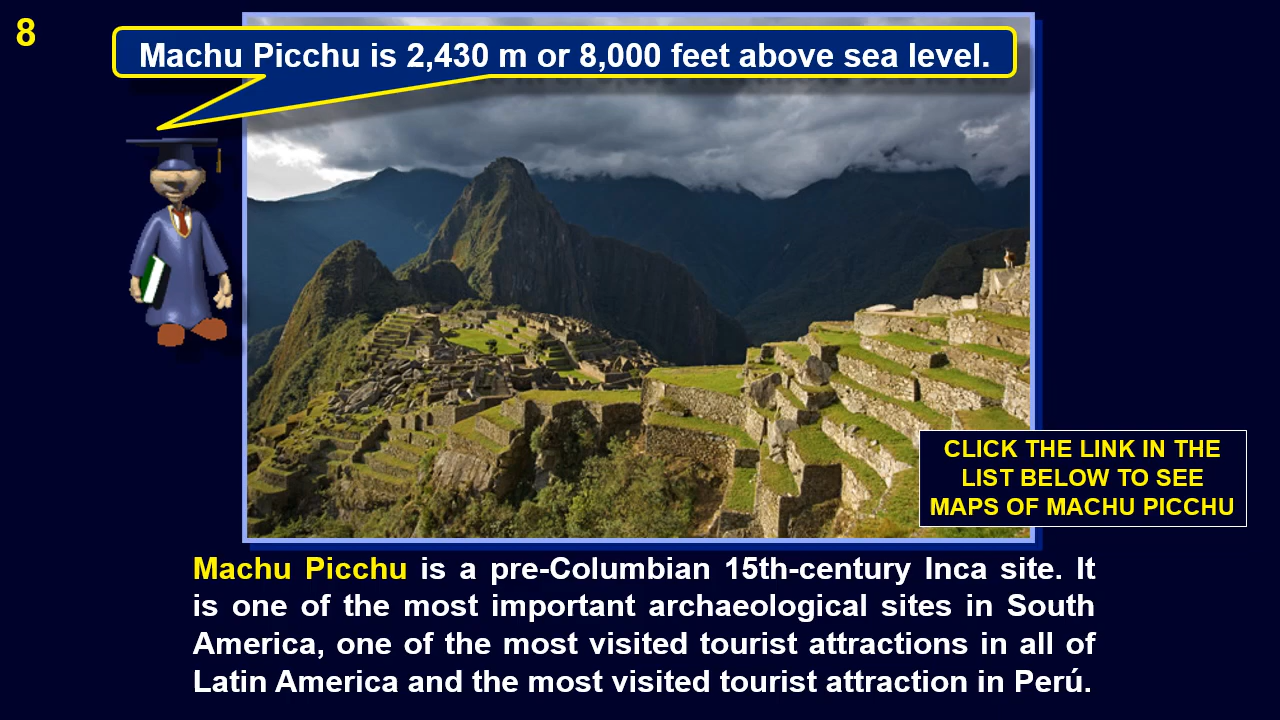 8
Machu Picchu is 2,430 m or 8,000 feet above sea level.
CLICK THE LINK IN THE
LIST BELOW TO SEE
MAPS OF MACHU PICCHU
Machu Picchu is a pre-Columbian 15th-century Inca site. It
is one of the most important archaeological sites in South
America, one of the most visited tourist attractions in all of
Latin America and the most visited tourist attraction in Perú.